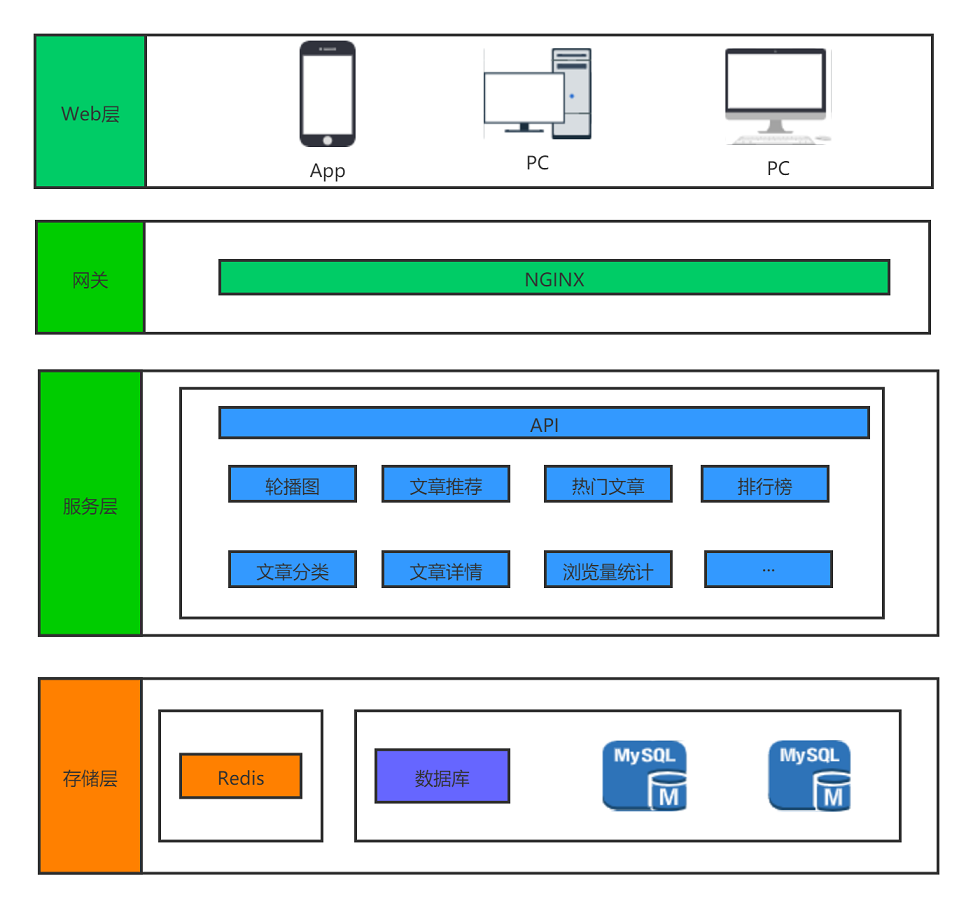 Web层
App
PC
PC
网关
NGINX
服务层
API
轮播图
文章推荐
热门文章
排行榜
文章分类
文章详情
浏览量统计
...
存储层
Redis
数据库
MySQL
M
MySQL
M